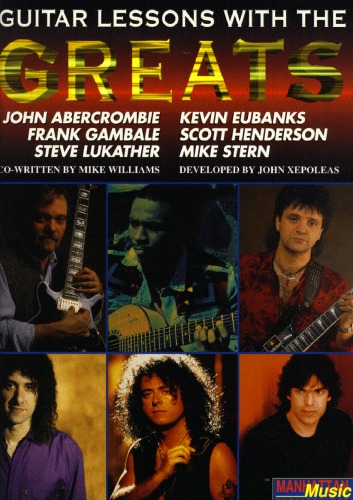 GUITAR LESSONS WITH THE
GREATS
JOHN ABERCROMBIE
FRANK GAMBALE
STEVE LUKATHER
KEVIN EUBANKS
SCOTT HENDERSON
MIKE STERN
CO-WRITTEN BY MIKE WILLIAMS
DEVELOPED BY JOHN XEPOLEAS
MANHATTAN
Music